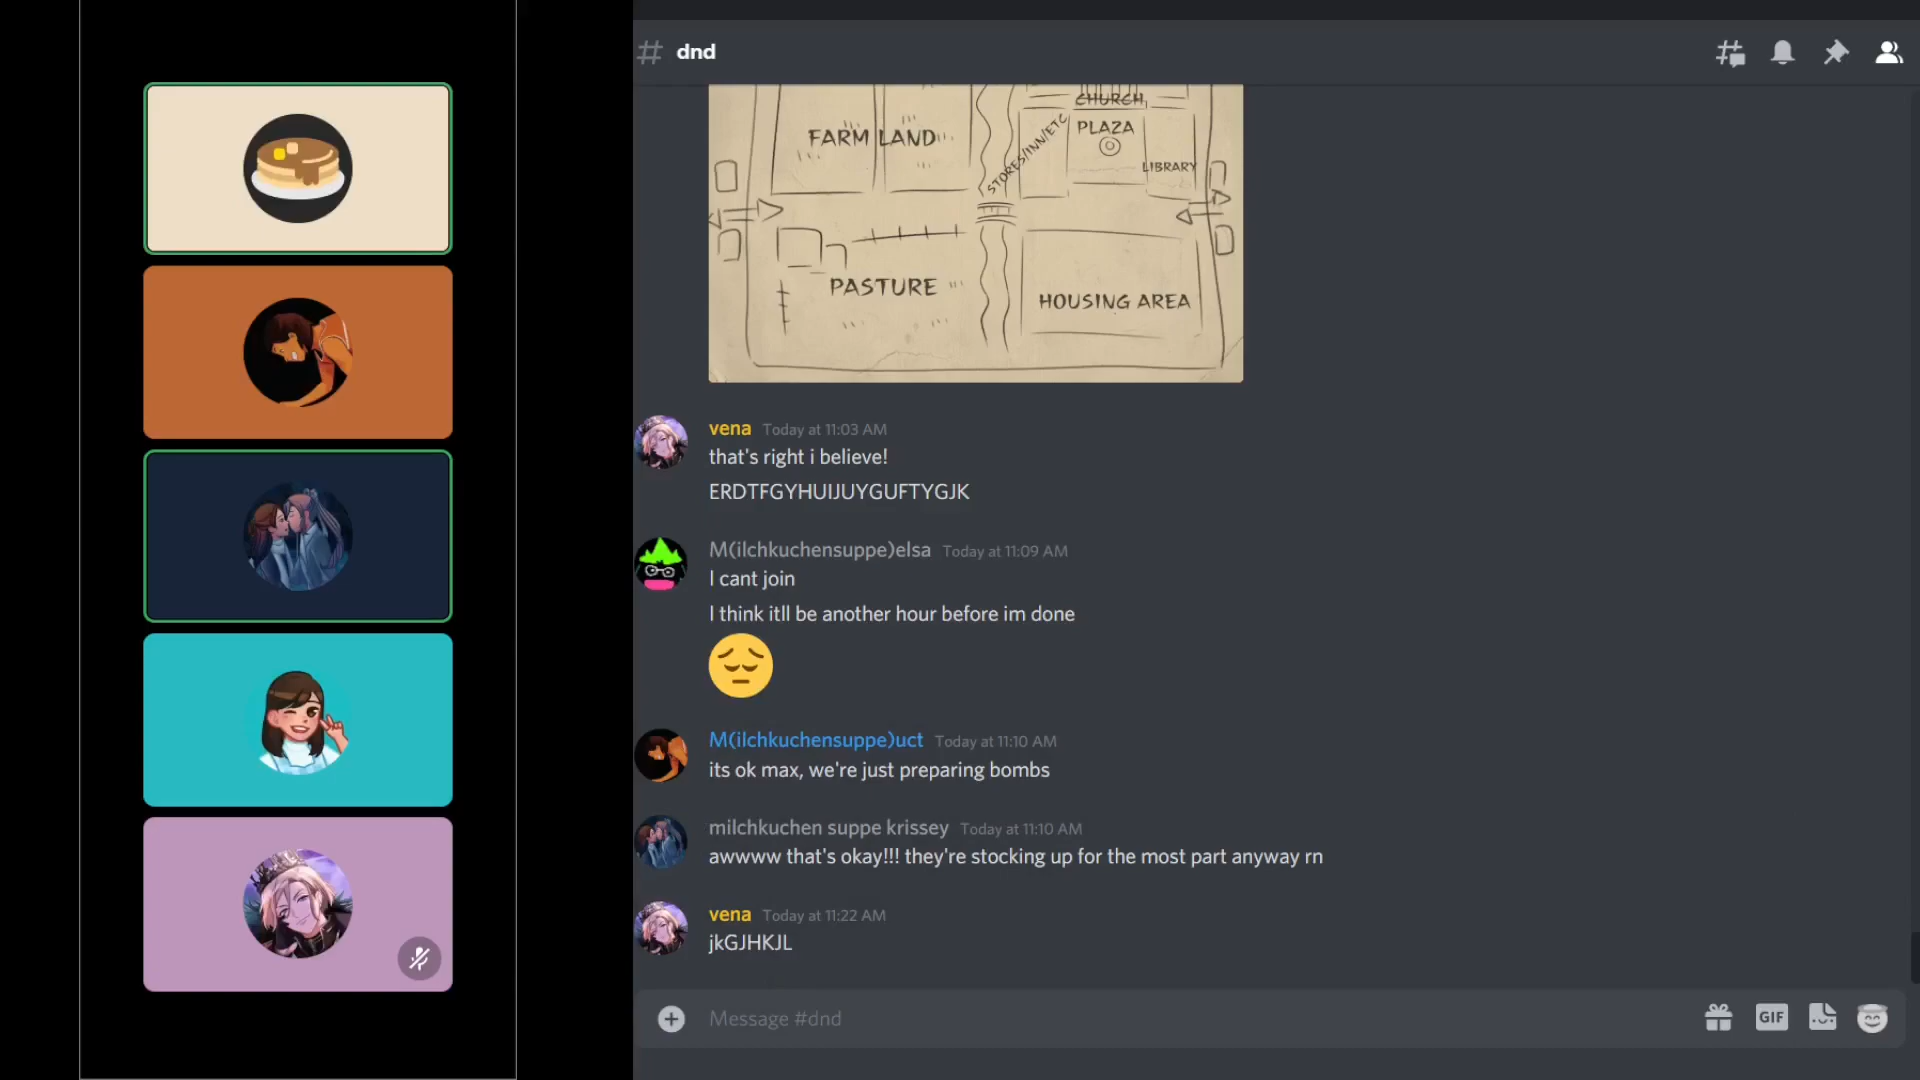 dnd
CHURCH
FARM LAND
STORES/INN/ETC
PLAZA
LIBRARY
PASTURE
HOUSING AREA
vena Today at 11:03 AM
that's right i believe!
ERDTFGYHUIJUYGUFTYGJK
M(ilchkuchensuppe)elsa Today at 11:09 AM
I cant join
I think itll be another hour before im done
M(ilchkuchensuppe)uct Today at 11:10 AM
its ok max, we're just preparing bombs
milchkuchen suppe krissey Today at 11:10 AM
awwww that's okay!!! they're stocking up for the most part anyway rn
vena Today at 11:22 AM
jkGJHKJL
Message #dnd
GIF